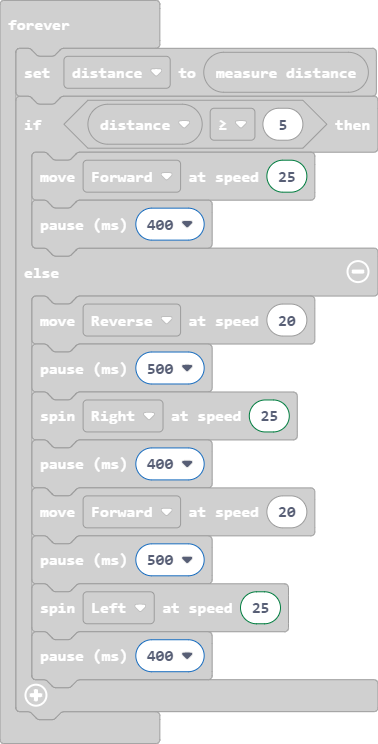 forever
set distance to measure distance
if distance ≥ 5 then
move Forward at speed 25
pause (ms) 400
else
move Reverse at speed 20
pause (ms) 500
spin Right at speed 25
pause (ms) 400
move Forward at speed 20
pause (ms) 500
spin Left at speed 25
pause (ms) 400